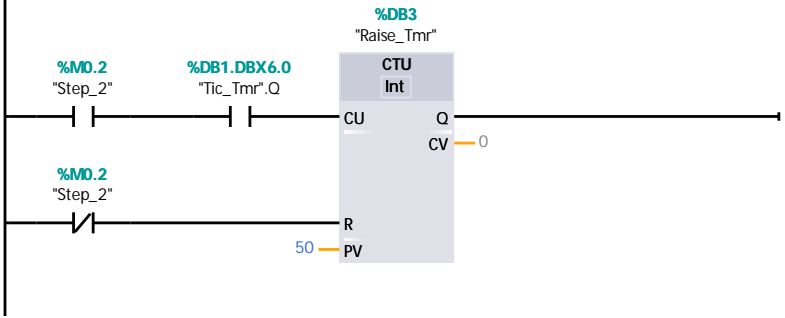 %DB3
"Raise_Tmr"
%M0.2
"Step_2"
%DB1.DBX6.0
"Tic_Tmr".Q
CTU
Int
CU
Q
CV
0
%M0.2
"Step_2"
R
50
PV